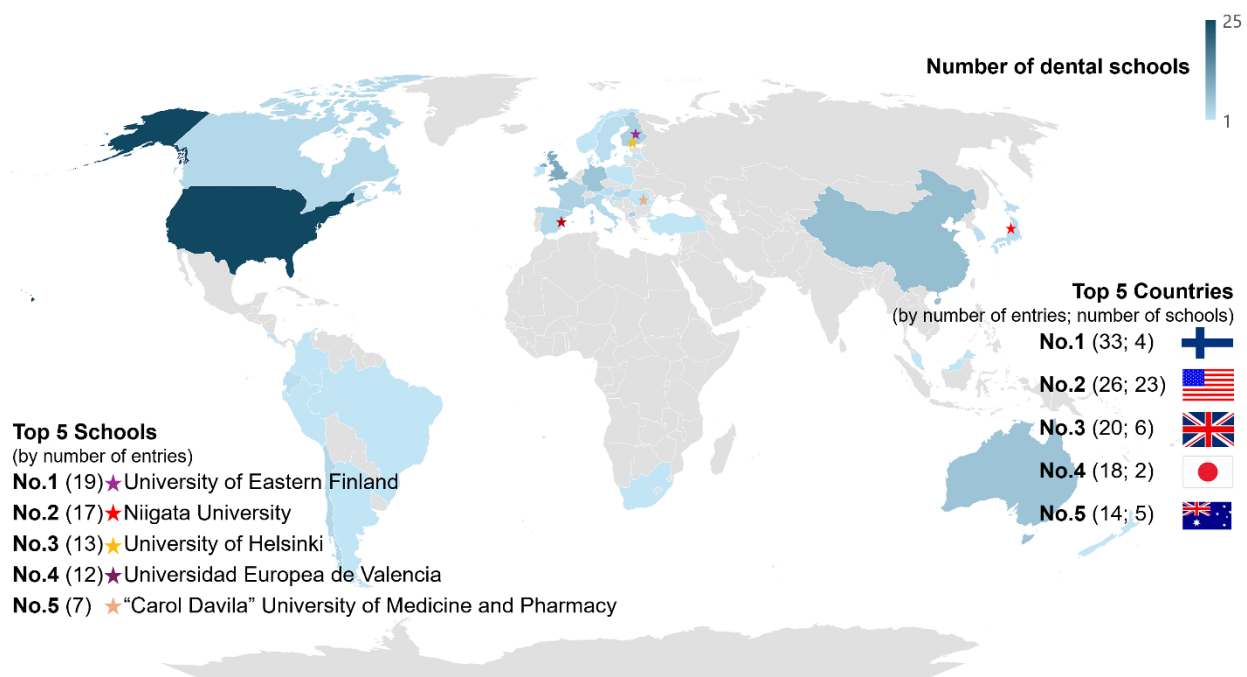 25
Number of dental schools
1
Top 5 Countries
(by number of entries; number of schools)
No.1 (33; 4)
No.2 (26; 23)
No.3 (20; 6)
No.4 (18; 2)
No.5 (14; 5)
Top 5 Schools
(by number of entries)
No.1 (19) University of Eastern Finland
No.2 (17) Niigata University
No.3 (13) University of Helsinki
No.4 (12) Universidad Europea de Valencia
No.5 (7) “Carol Davila” University of Medicine and Pharmacy